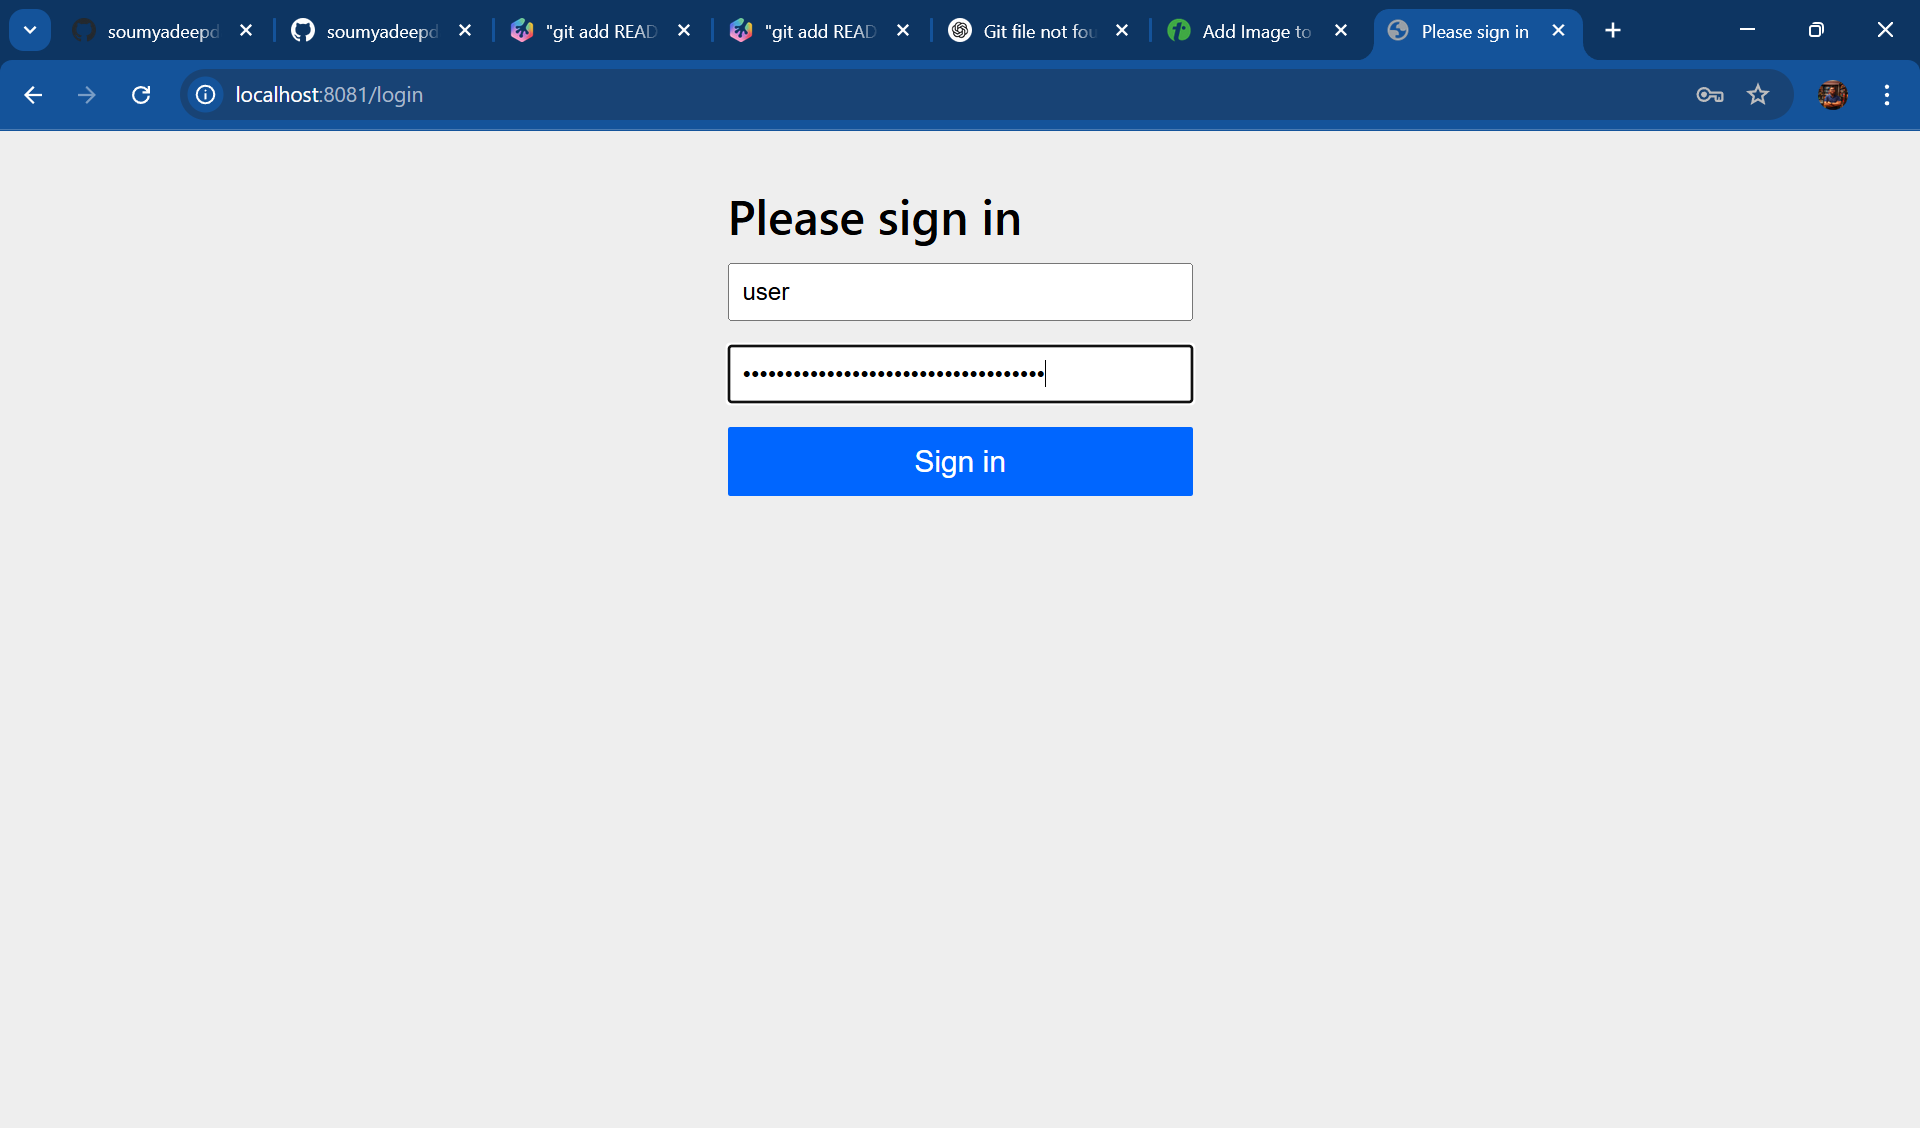 soumyadeepd
soumyadeepd
"git add READ
"git add READ
Git file not fou
Add Image to
Please sign in
localhost:8081/login
Please sign in
user
••••••••••••••••••••••••••••••••••••
Sign in